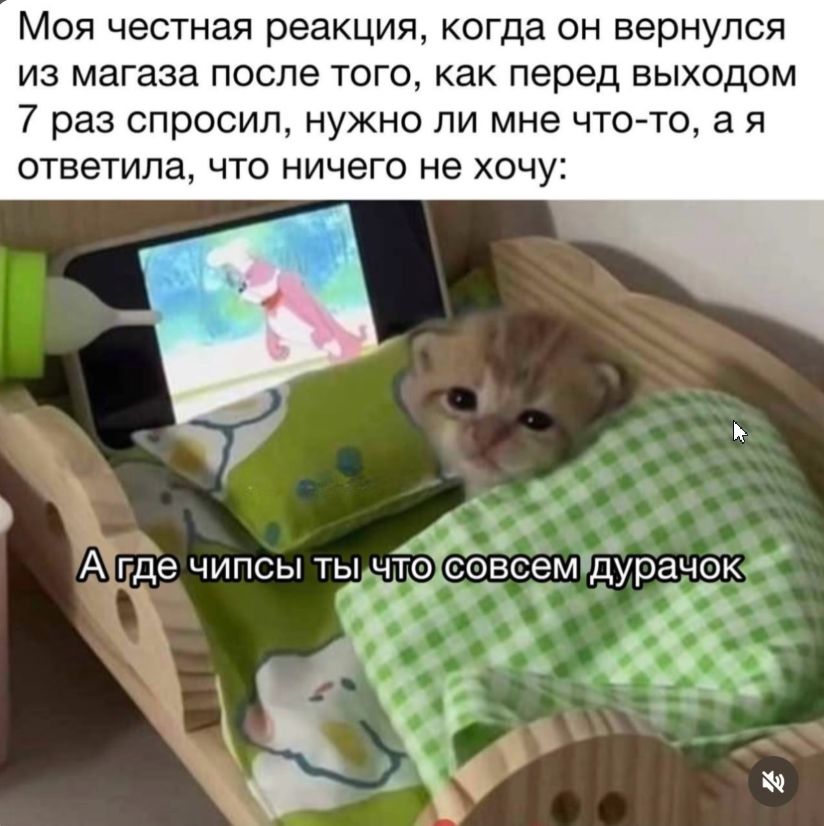 Моя честная реакция, когда он вернулся
из магаза после того, как перед выходом
7 раз спросил, нужно ли мне что-то, а я
ответила, что ничего не хочу:
А где чипсы ты что совсем дурачок